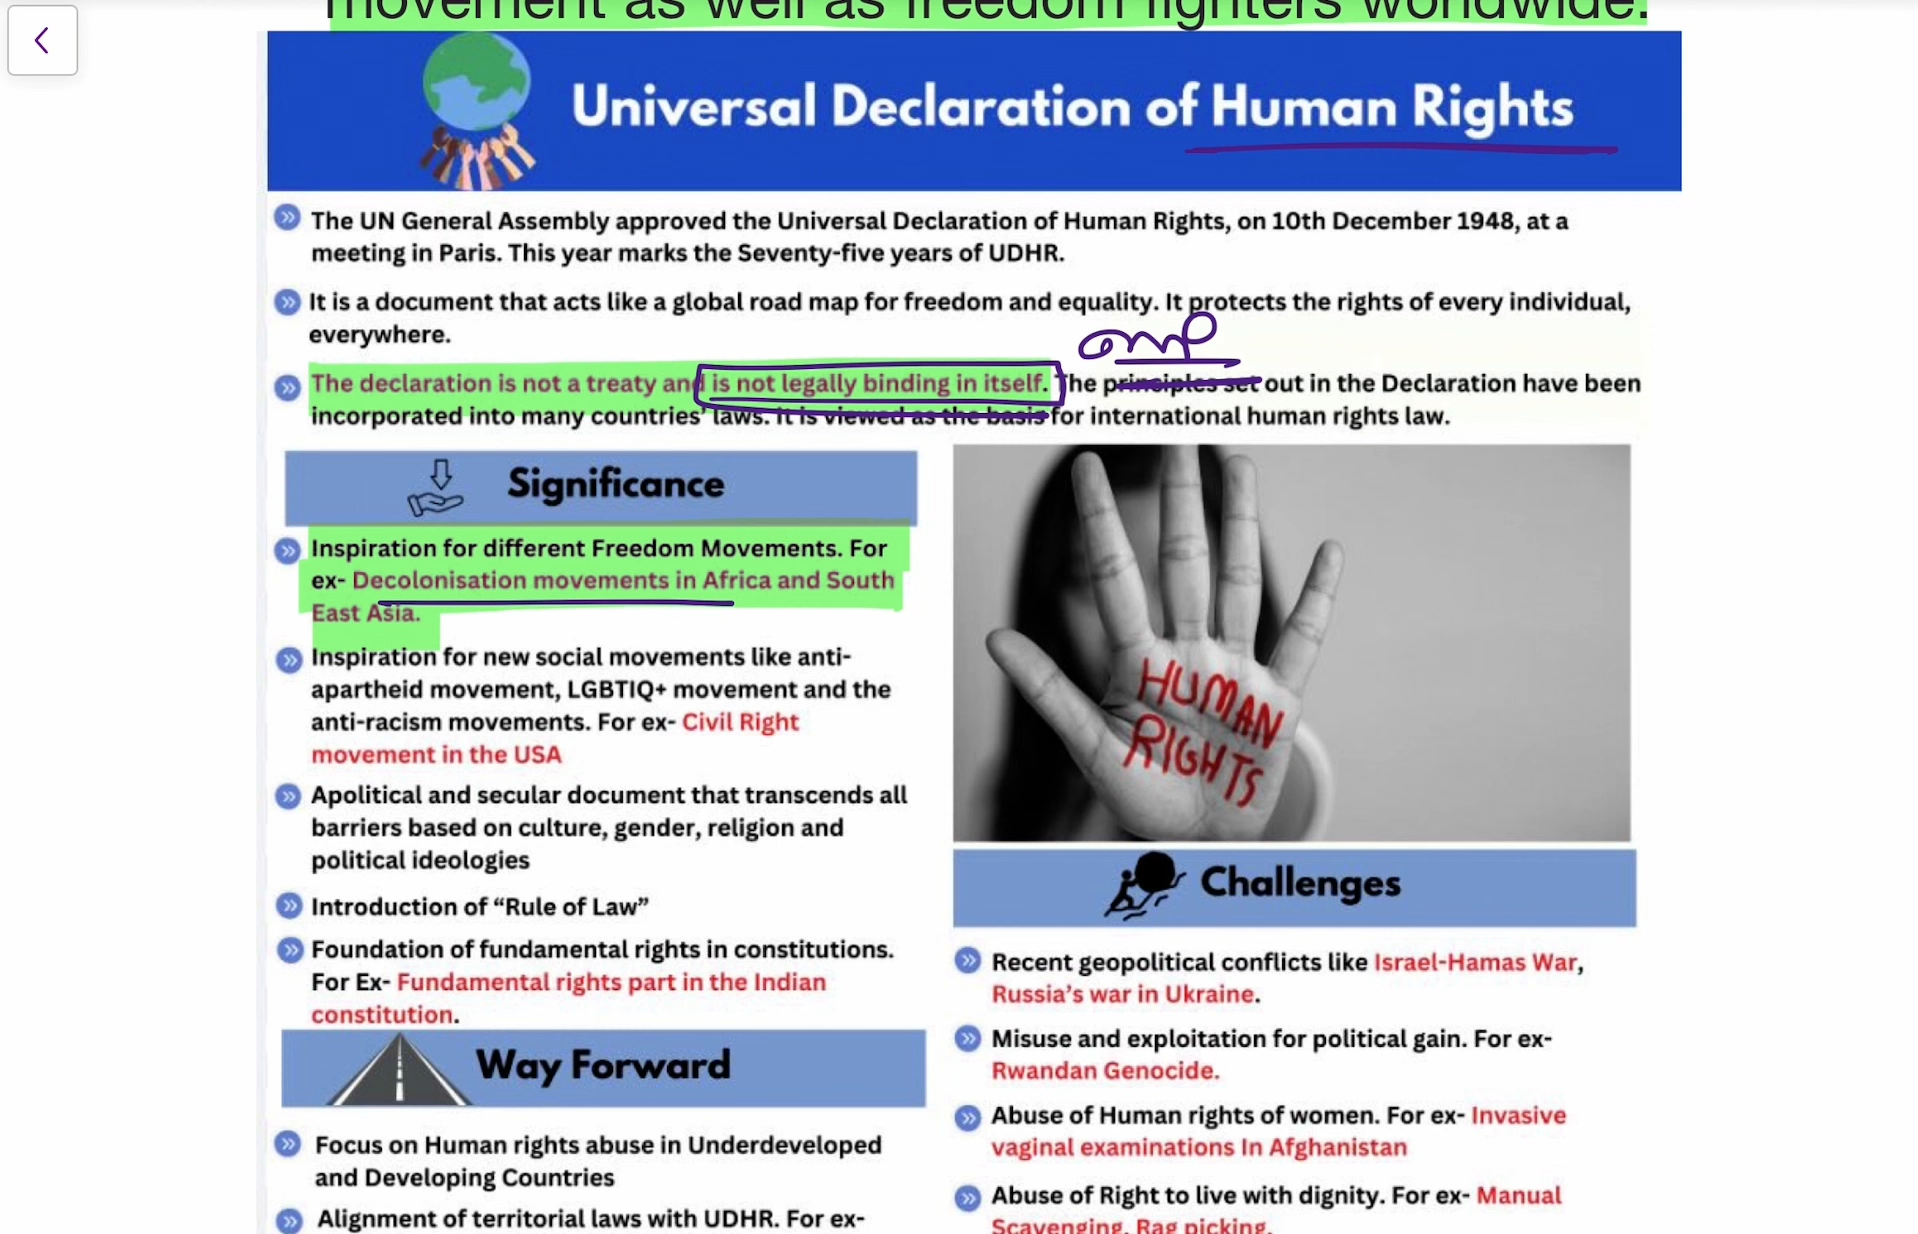 movement as well as freedom fighters worldwide.
Universal Declaration of Human Rights
The UN General Assembly approved the Universal Declaration of Human Rights, on 10th December 1948, at a
meeting in Paris. This year marks the Seventy-five years of UDHR.
It is a document that acts like a global road map for freedom and equality. It protects the rights of every individual,
everywhere.
imp
The declaration is not a treaty and is not legally binding in itself. The principles set out in the Declaration have been
incorporated into many countries' laws. It is viewed as the basis for international human rights law.
Significance
Inspiration for different Freedom Movements. For
ex- Decolonisation movements in Africa and South
East Asia.
Inspiration for new social movements like anti-
apartheid movement, LGBTIQ+ movement and the
anti-racism movements. For ex- Civil Right
movement in the USA
Apolitical and secular document that transcends all
barriers based on culture, gender, religion and
political ideologies
Introduction of “Rule of Law”
Foundation of fundamental rights in constitutions.
For Ex- Fundamental rights part in the Indian
constitution.
Way Forward
Focus on Human rights abuse in Underdeveloped
and Developing Countries
Alignment of territorial laws with UDHR. For ex-
HUMAN
RIGHTS
Challenges
Recent geopolitical conflicts like Israel-Hamas War,
Russia’s war in Ukraine.
Misuse and exploitation for political gain. For ex-
Rwandan Genocide.
Abuse of Human rights of women. For ex- Invasive
vaginal examinations In Afghanistan
Abuse of Right to live with dignity. For ex- Manual
Scavenging, Rag picking.